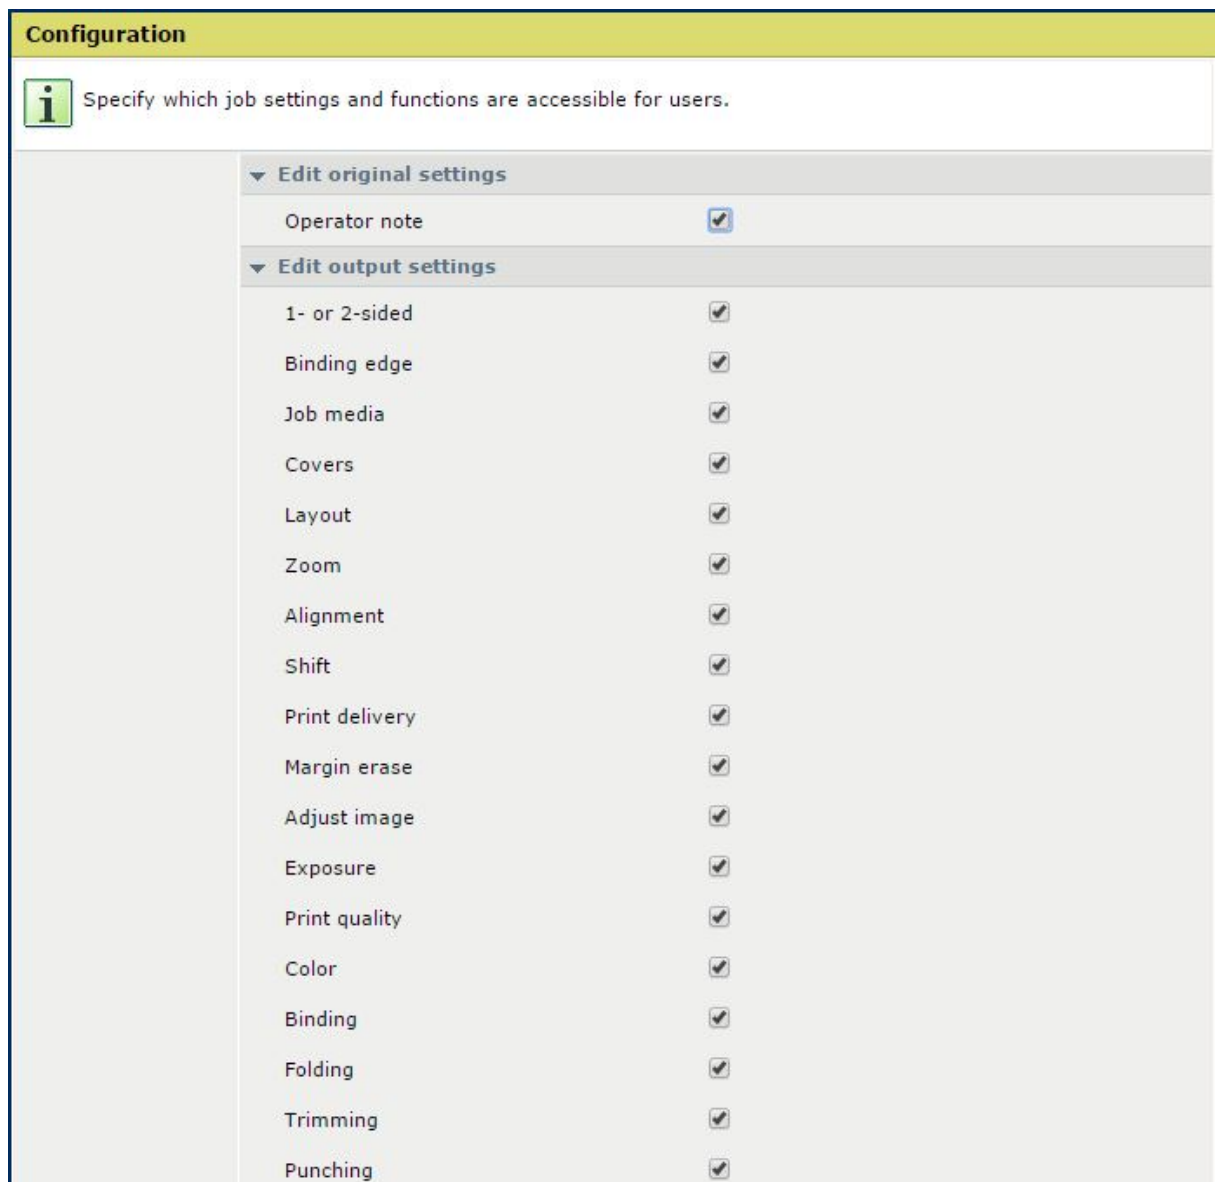 Configuration
Specify which job settings and functions are accessible for users.
Edit original settings
Operator note
Edit output settings
1- or 2-sided
Binding edge
Job media
Covers
Layout
Zoom
Alignment
Shift
Print delivery
Margin erase
Adjust image
Exposure
Print quality
Color
Binding
Folding
Trimming
Punching